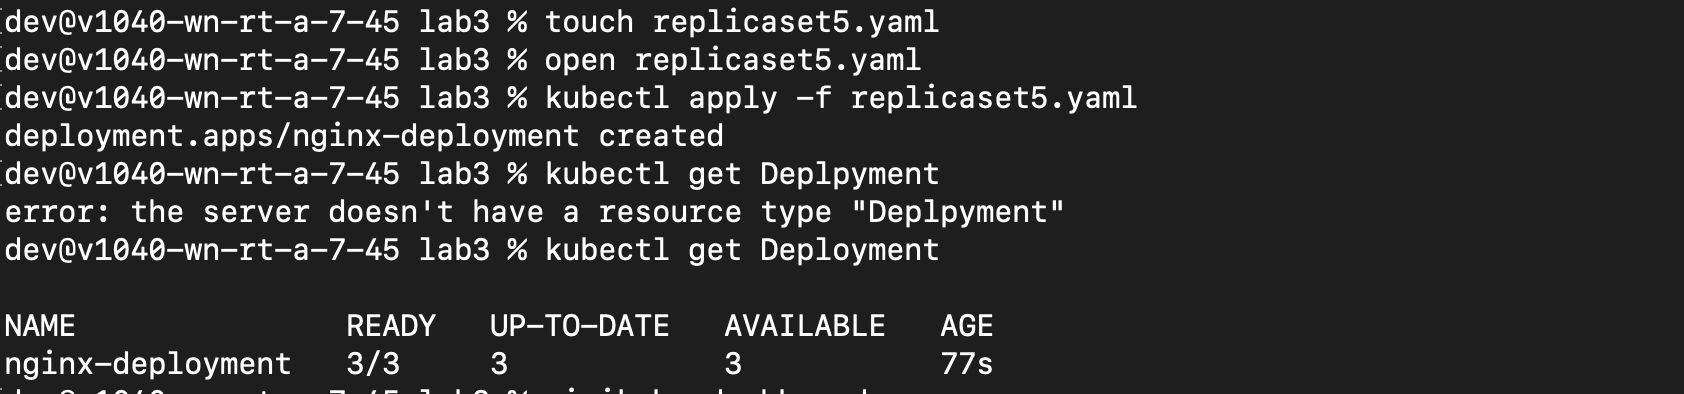 dev@v1040-wn-rt-a-7-45 lab3 % touch replicaset5.yaml
dev@v1040-wn-rt-a-7-45 lab3 % open replicaset5.yaml
dev@v1040-wn-rt-a-7-45 lab3 % kubectl apply -f replicaset5.yaml
deployment.apps/nginx-deployment created
dev@v1040-wn-rt-a-7-45 lab3 % kubectl get Deplpyment
error: the server doesn't have a resource type "Deplpyment"
dev@v1040-wn-rt-a-7-45 lab3 % kubectl get Deployment
NAME READY UP-TO-DATE AVAILABLE AGE
nginx-deployment 3/3 3 3 77s